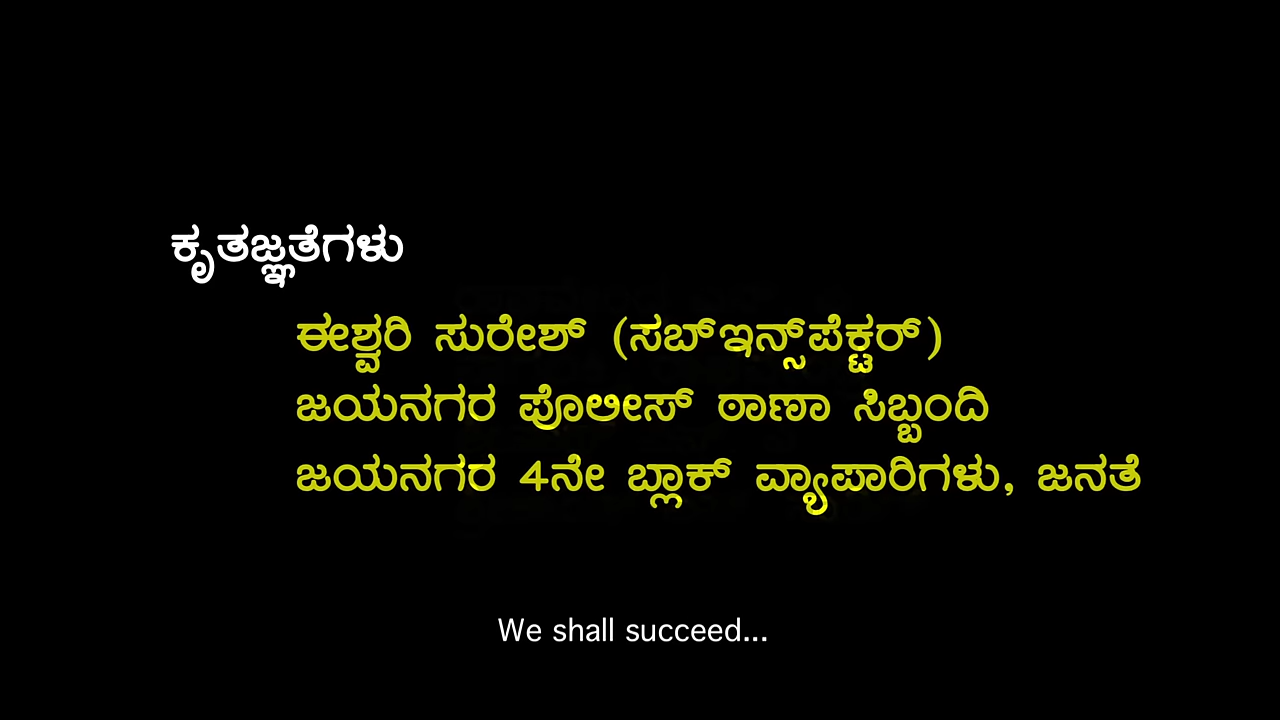 ಕೃತಜ್ಞತೆಗಳು
ಈಶ್ವರಿ ಸುರೇಶ್ (ಸಬ್‌ಇನ್ಸ್‌ಪೆಕ್ಟರ್)
ಜಯನಗರ ಪೊಲೀಸ್ ಠಾಣಾ ಸಿಬ್ಬಂದಿ
ಜಯನಗರ 4ನೇ ಬ್ಲಾಕ್ ವ್ಯಾಪಾರಿಗಳು, ಜನತೆ
We shall succeed...